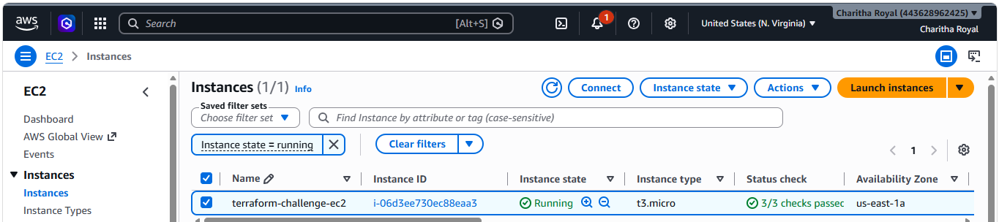 aws
Search [Alt+S]
1
United States (N. Virginia)
Charitha Royal (443628962425)
Charitha Royal
EC2 Instances
EC2
Dashboard
AWS Global View
Events
Instances
Instances
Instance Types
Instances (1/1) Info
Connect
Instance state
Actions
Launch instances
Saved filter sets
Choose filter set
Find Instance by attribute or tag (case-sensitive)
Instance state = running
Clear filters
1
Name Instance ID Instance state Instance type Status check Availability Zone
terraform-challenge-ec2 i-06d3ee730ec88eaa3 Running t3.micro 3/3 checks passec us-east-1a